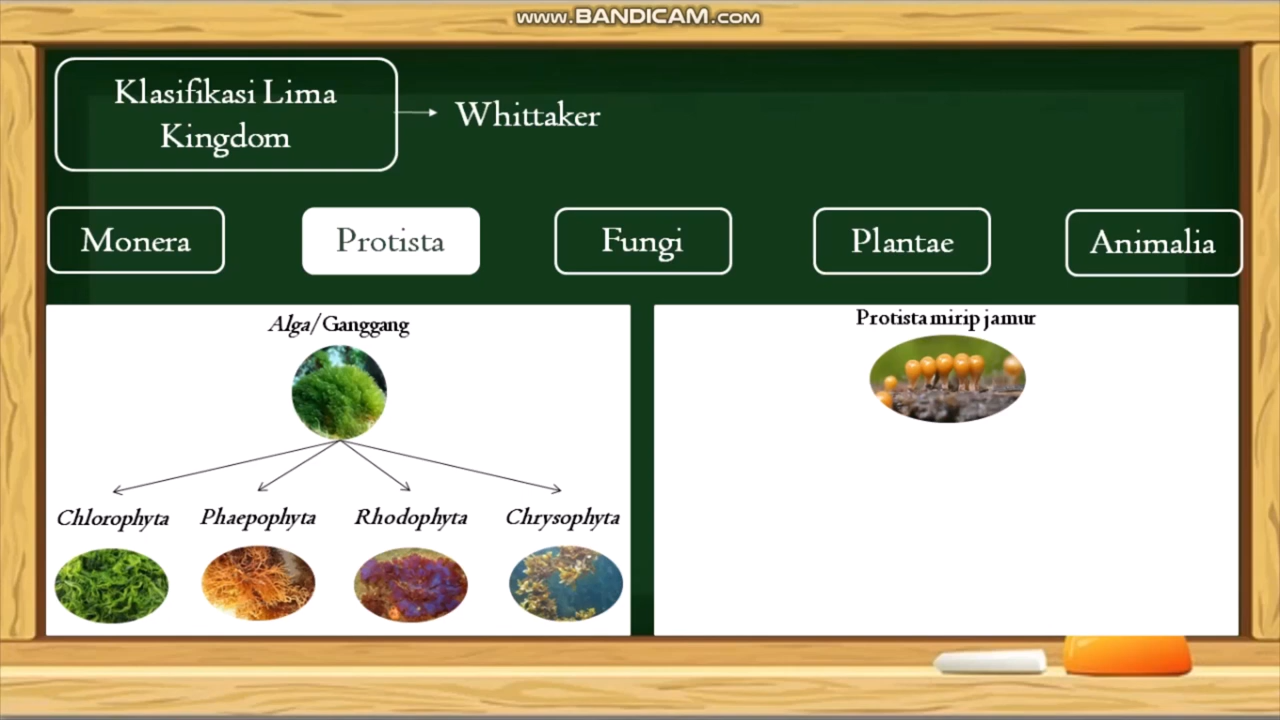 www.BANDICAM.com
Klasifikasi Lima
Kingdom
Whittaker
Monera
Protista
Fungi
Plantae
Animalia
Alga/Ganggang
Chlorophyta
Phaepophyta
Rhodophyta
Chrysophyta
Protista mirip jamur